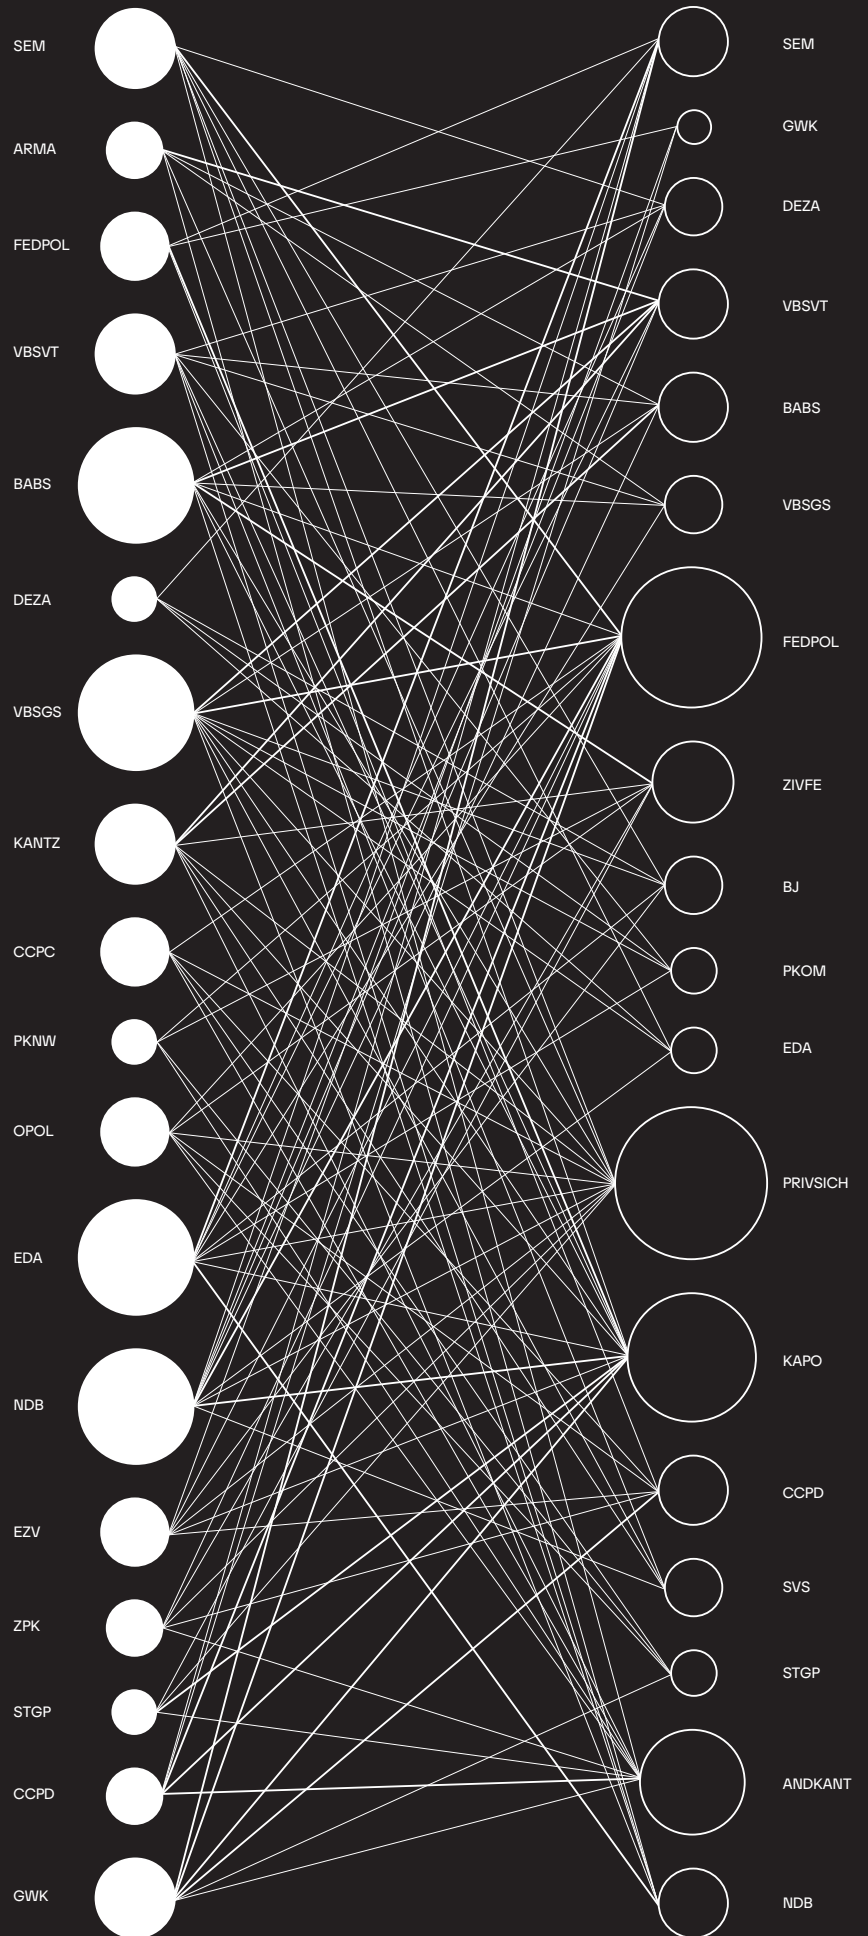 SEM
ARMA
FEDPOL
VBSVT
BABS
DEZA
VBSGS
KANTZ
CCPC
PKNW
OPOL
EDA
NDB
EZV
ZPK
STGP
CCPD
GWK
SEM
GWK
DEZA
VBSVT
BABS
VBSGS
FEDPOL
ZIVFE
BJ
PKOM
EDA
PRIVSICH
KAPO
CCPD
SVS
STGP
ANDKANT
NDB